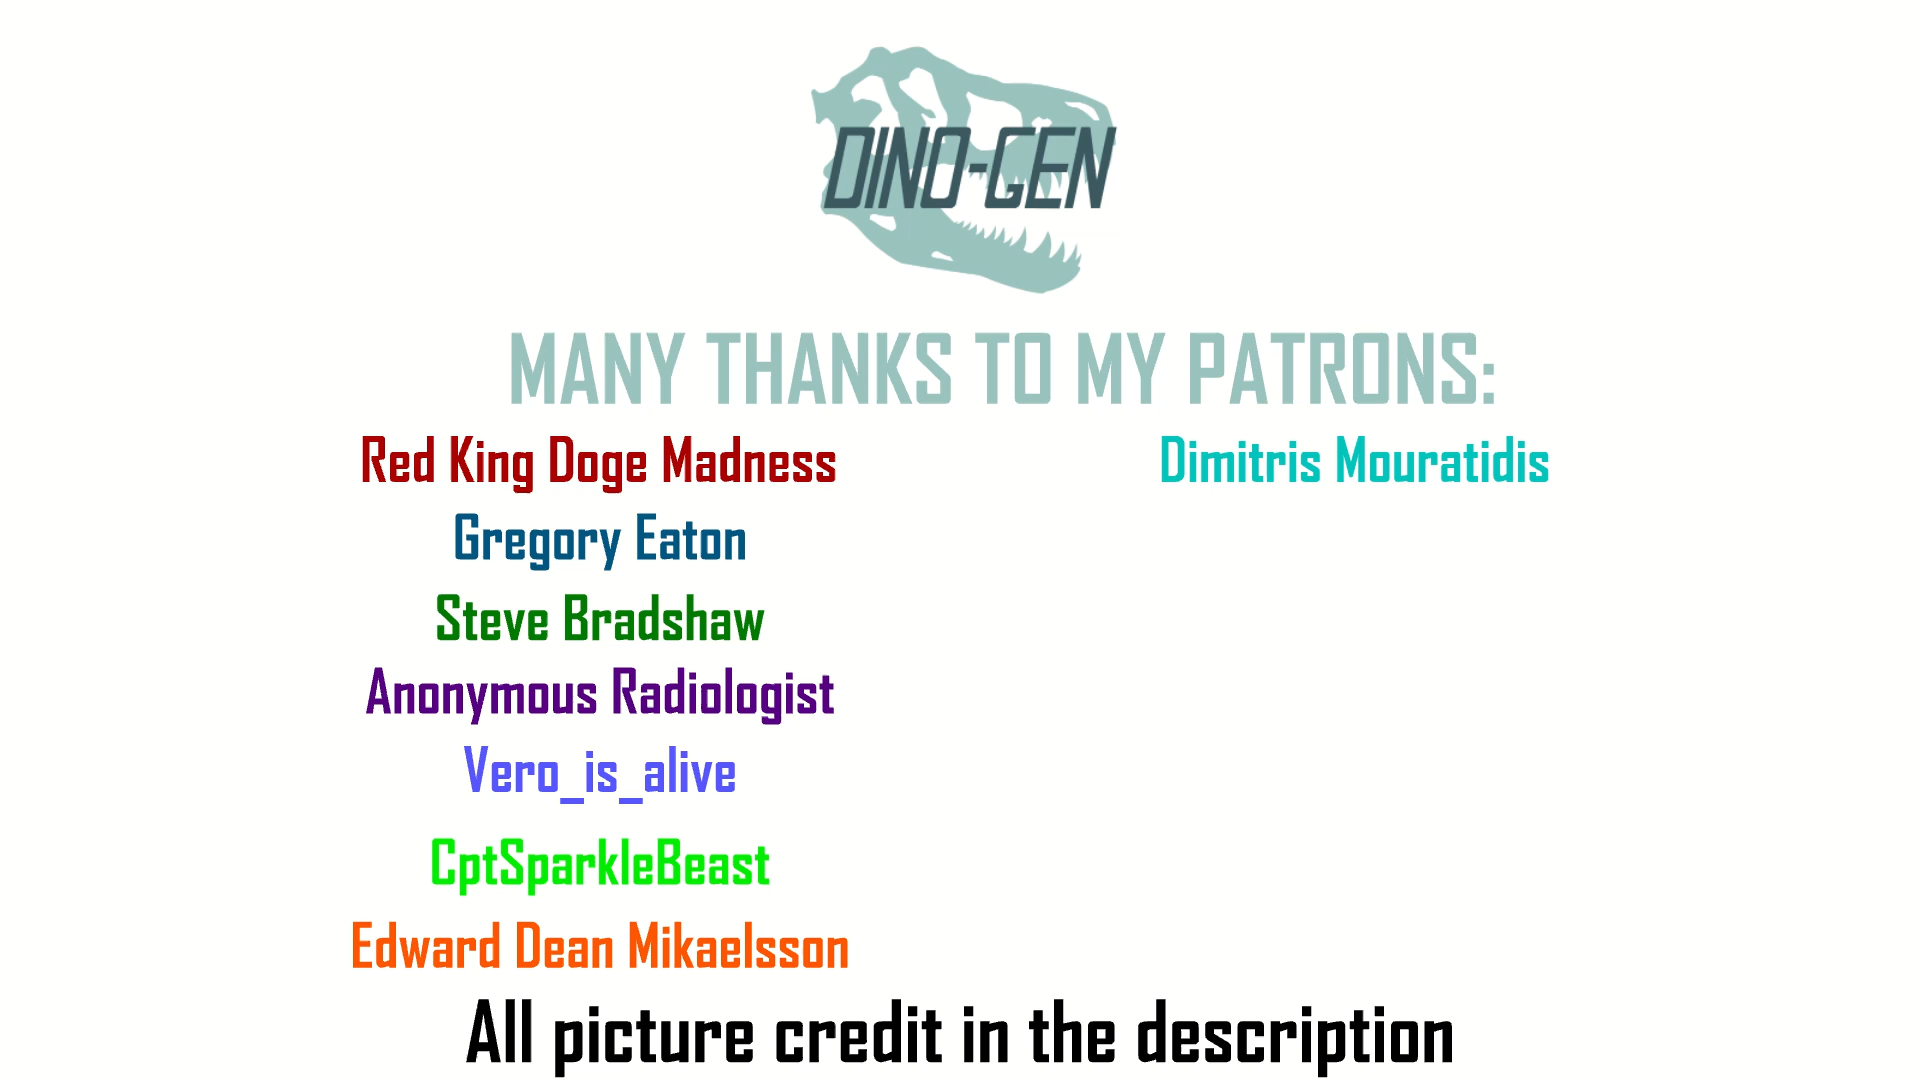 DINO-GEN
MANY THANKS TO MY PATRONS:
Red King Doge Madness
Gregory Eaton
Steve Bradshaw
Anonymous Radiologist
Vero_is_alive
CptSparkleBeast
Edward Dean Mikaelsson
Dimitris Mouratidis
All picture credit in the description